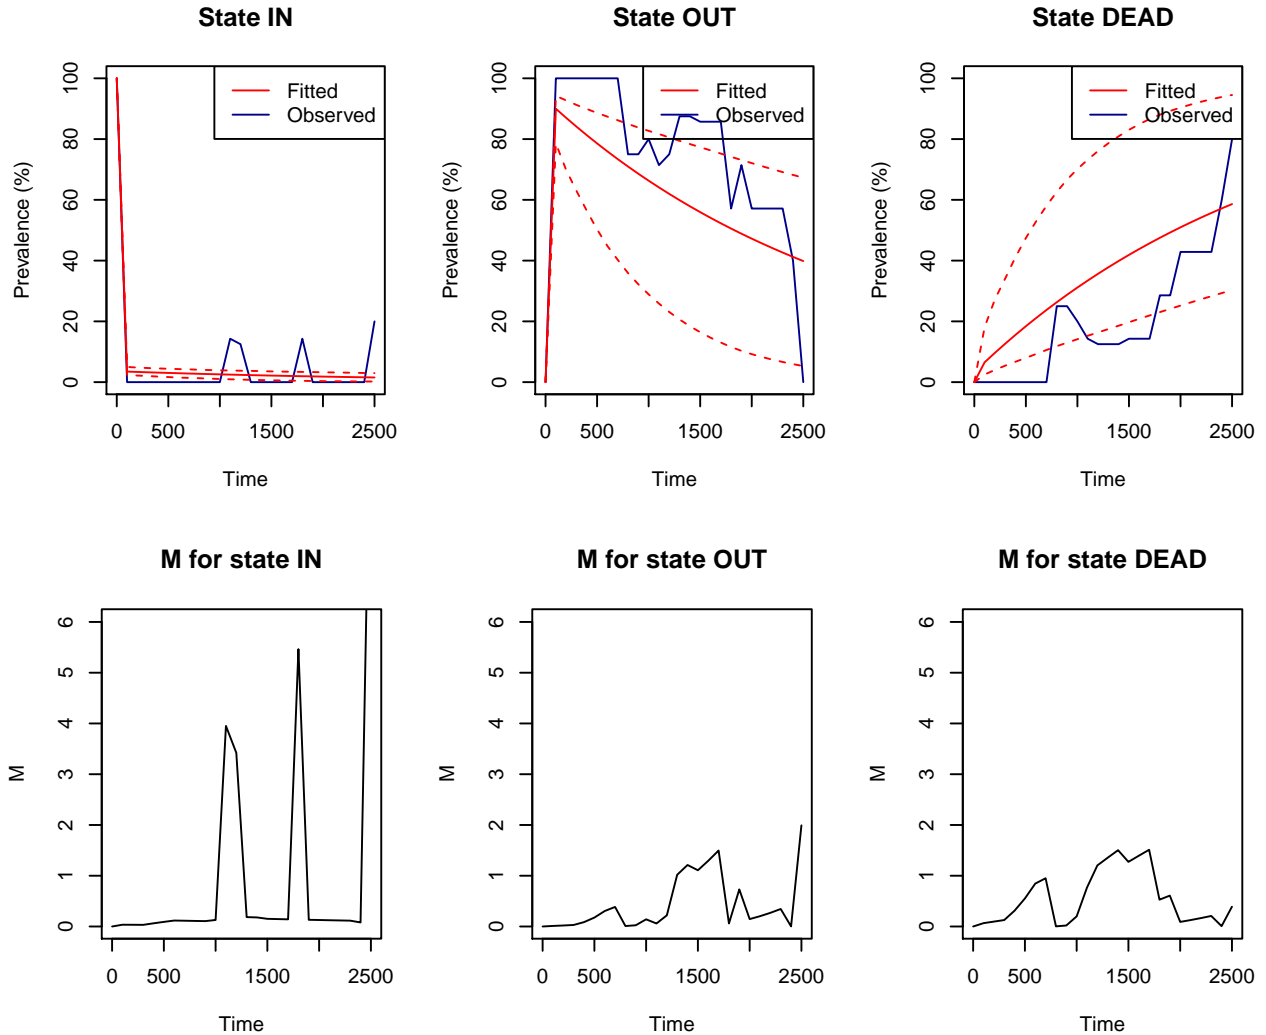 State IN
Prevalence (%)
100
80
60
40
20
0
Fitted
Observed
0 500 1500 2500
Time
State OUT
Prevalence (%)
100
80
60
40
20
0
Fitted
Observed
0 500 1500 2500
Time
State DEAD
Prevalence (%)
100
80
60
40
20
0
Fitted
Observed
0 500 1500 2500
Time
M for state IN
M
6
5
4
3
2
1
0
0 500 1500 2500
Time
M for state OUT
M
6
5
4
3
2
1
0
0 500 1500 2500
Time
M for state DEAD
M
6
5
4
3
2
1
0
0 500 1500 2500
Time